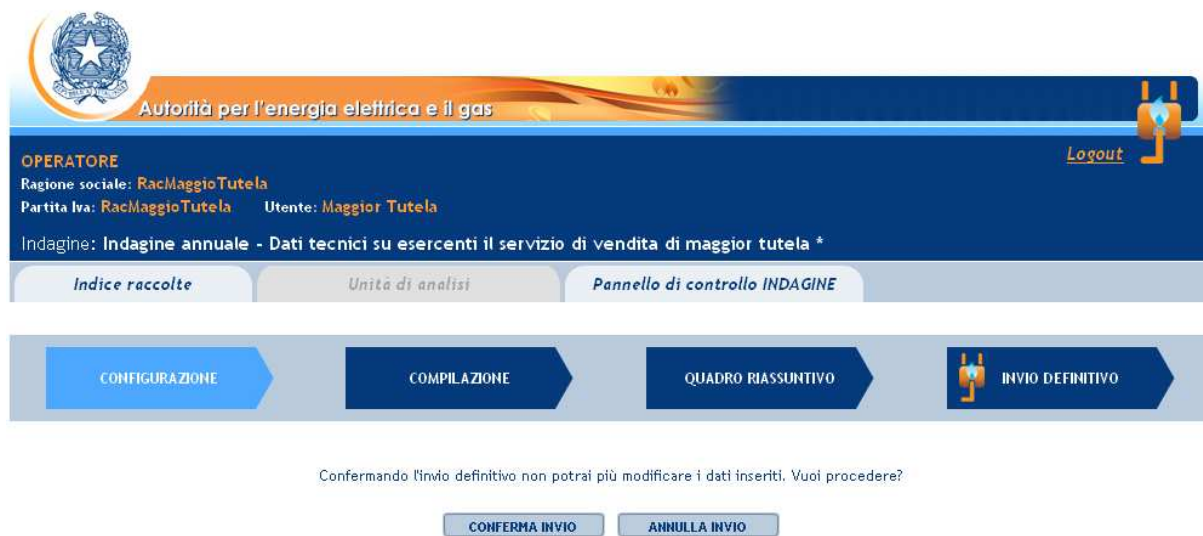 Autorità per l'energia elettrica e il gas
Logout
OPERATORE
Ragione sociale: RacMaggioTutela
Partita Iva: RacMaggioTutela Utente: Maggior Tutela
Indagine: Indagine annuale - Dati tecnici su esercenti il servizio di vendita di maggior tutela *
Indice raccolte Unità di analisi Pannello di controllo INDAGINE
CONFIGURAZIONE COMPILAZIONE QUADRO RIASSUNTIVO INVIO DEFINITIVO
Confermando l'invio definitivo non potrai più modificare i dati inseriti. Vuoi procedere?
CONFERMA INVIO ANNULLA INVIO